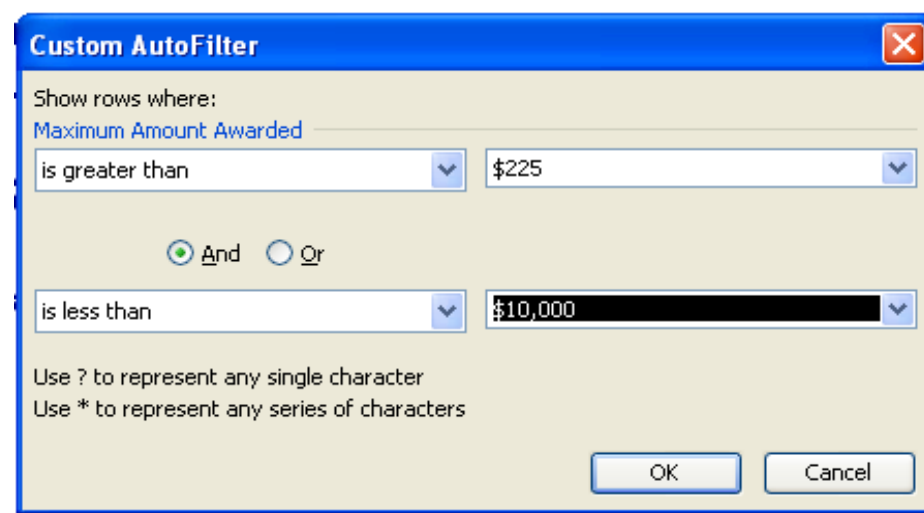 Custom AutoFilter
Show rows where:
Maximum Amount Awarded
is greater than $225
And Or
is less than $10,000
Use ? to represent any single character
Use * to represent any series of characters
OK Cancel